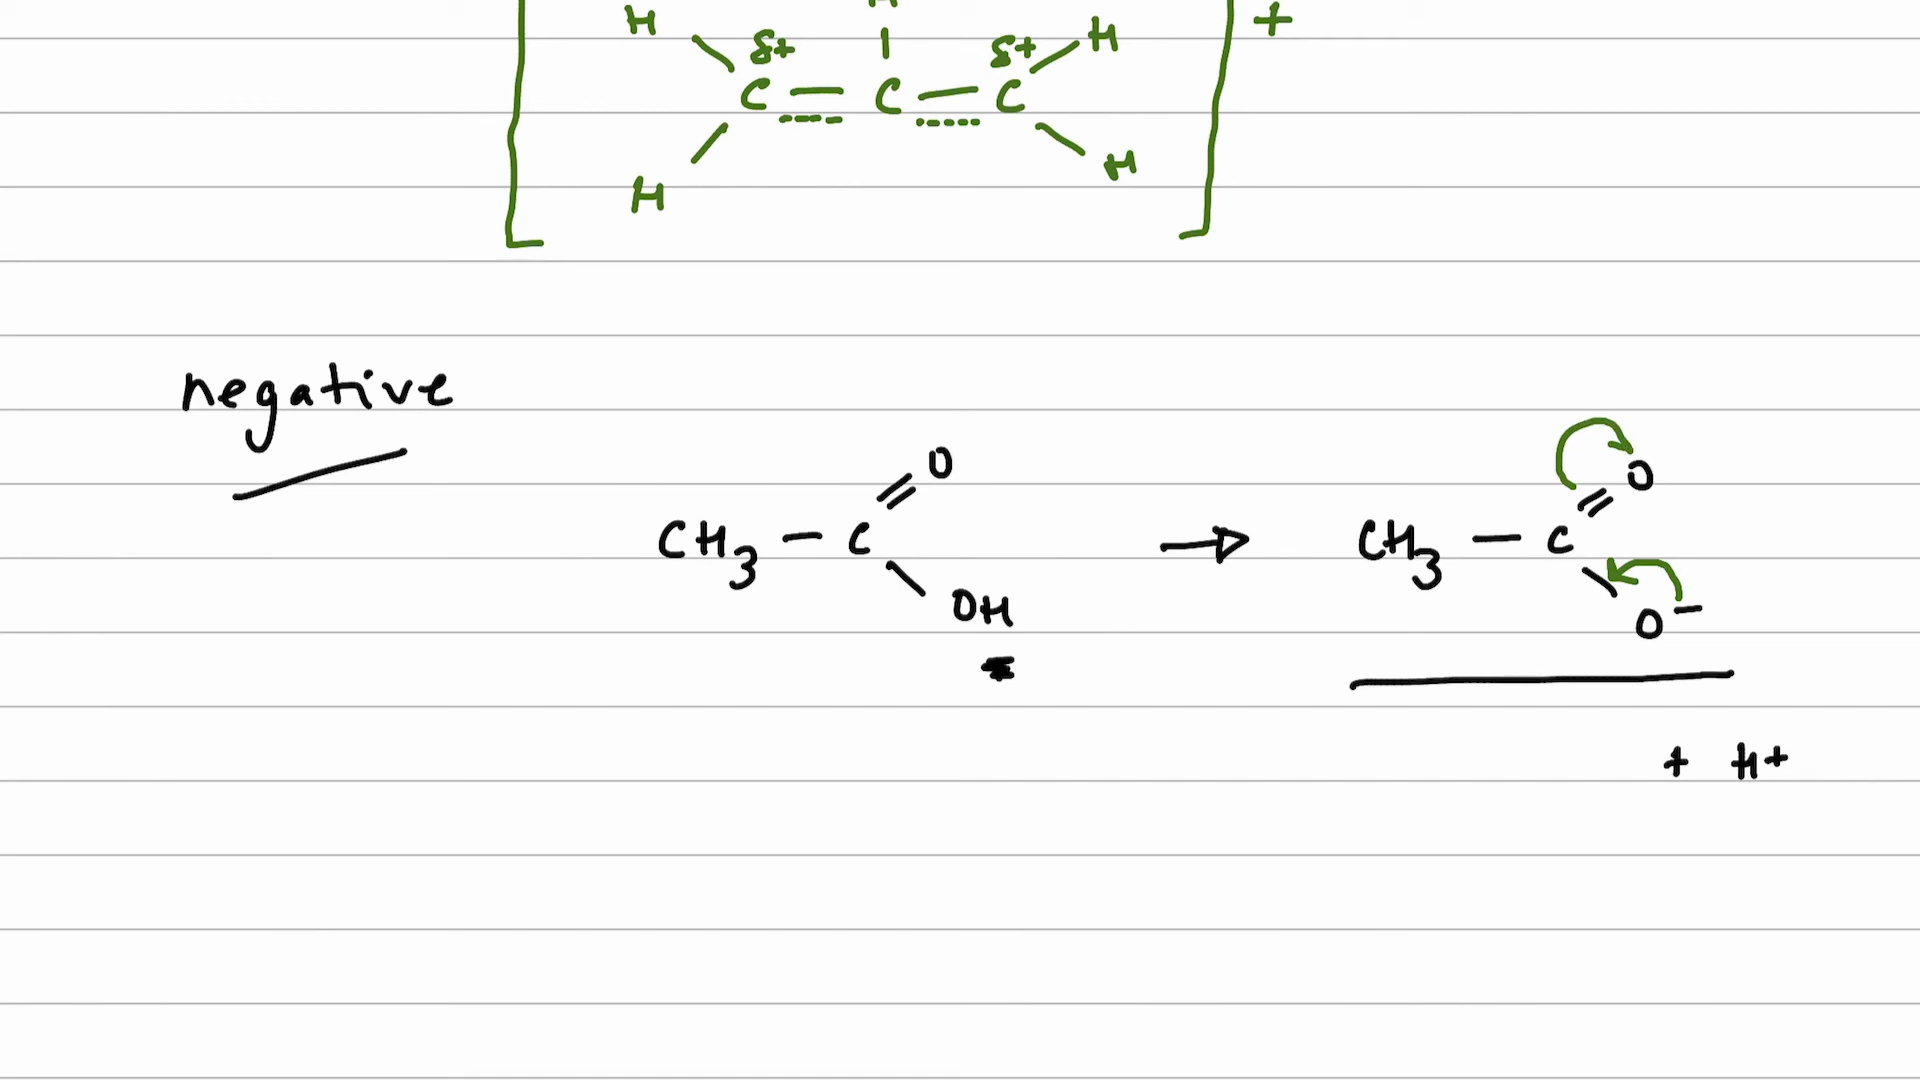 H H H +
δ+ δ+
C C C
H H
negative
O O
CH3 - C → CH3 - C
OH O-
+ H+